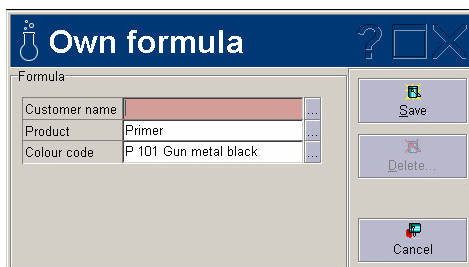 Own formula
Formula
Customer name ...
Product Primer ...
Colour code P 101 Gun metal black ...
Save
Delete...
Cancel